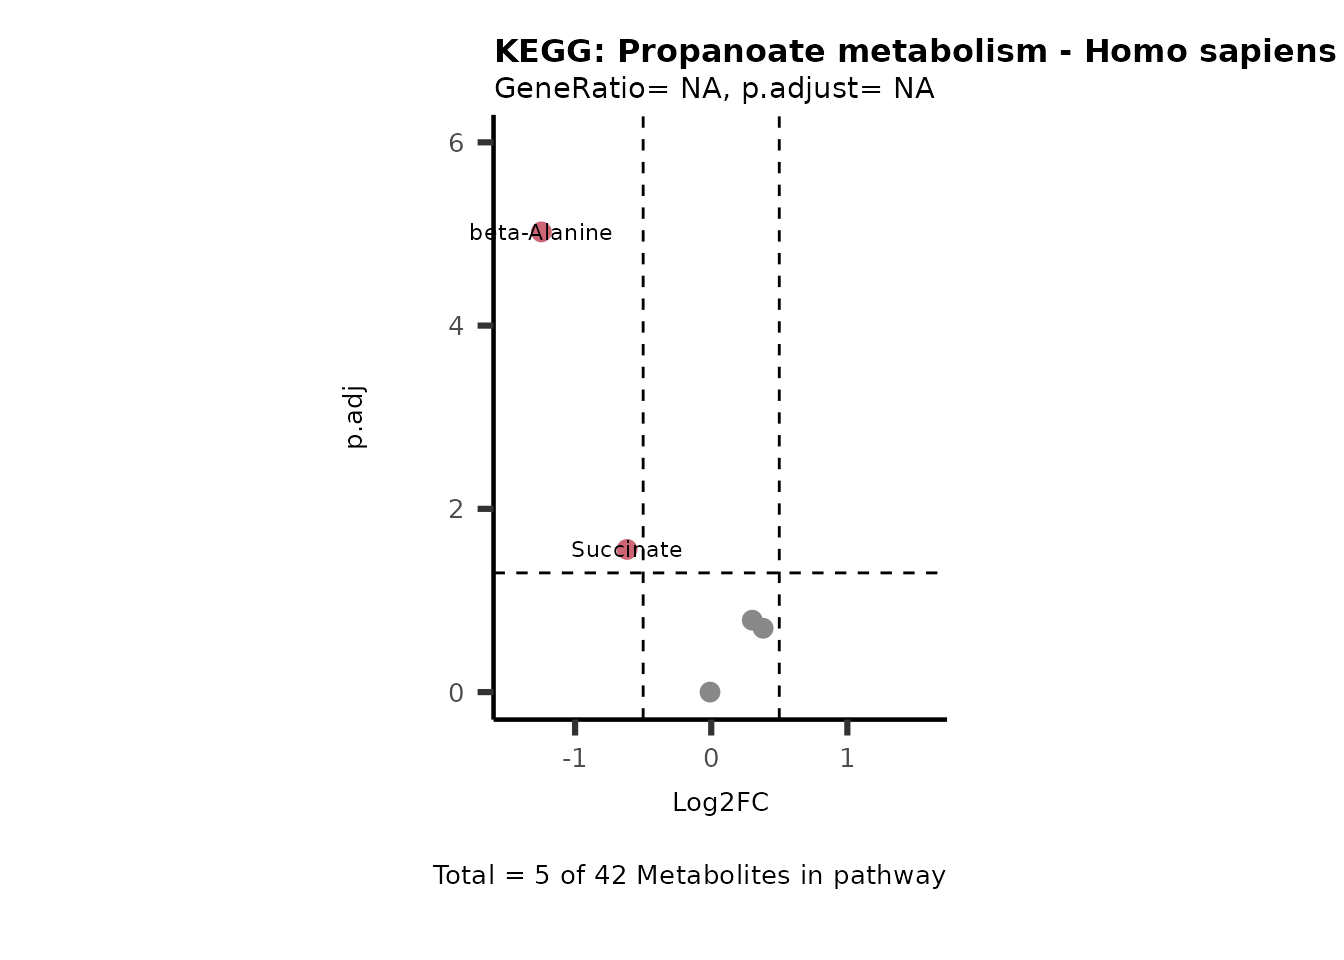 KEGG: Propanoate metabolism - Homo sapiens
GeneRatio= NA, p.adjust= NA
6
beta-Alanine
4
p.adj
2
Succinate
0
-1 0 1
Log2FC
Total = 5 of 42 Metabolites in pathway